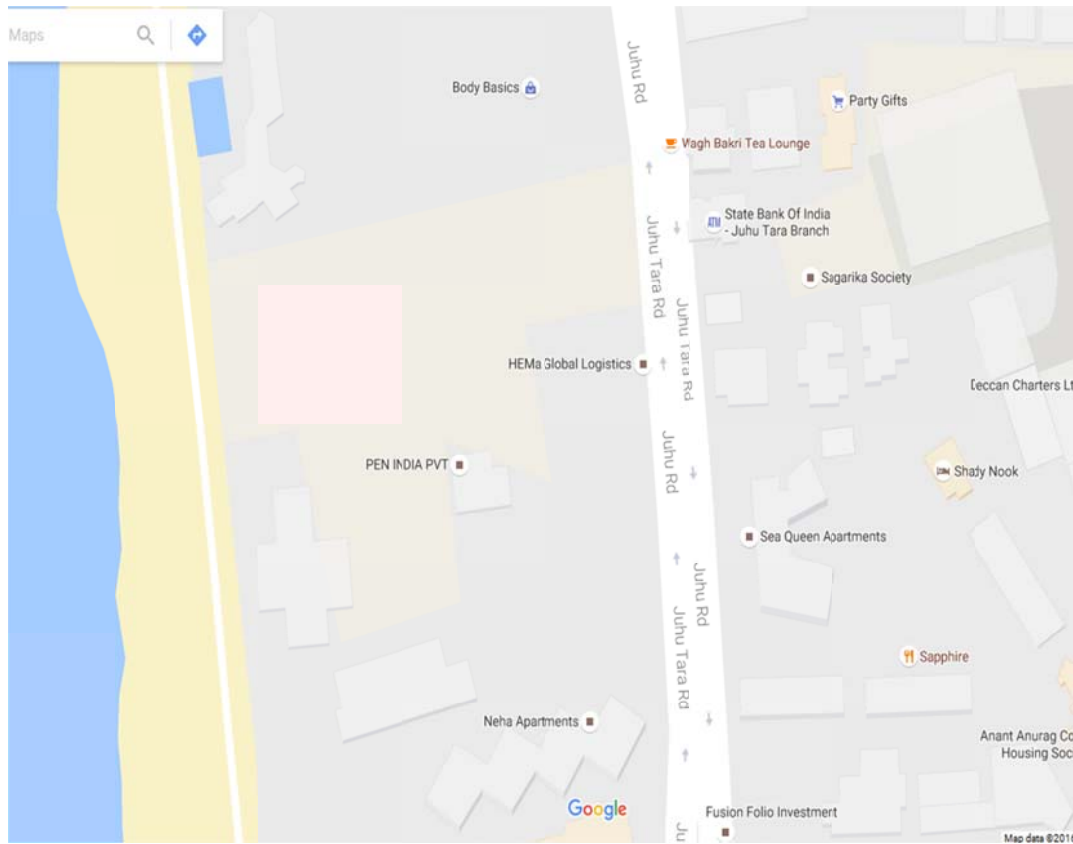 Maps
Juhu Rd
Body Basics
Party Gifts
Wagh Bakri Tea Lounge
State Bank Of India
- Juhu Tara Branch
ATM
Juhu Tara Rd
Sagarika Society
Juhu Tara Rd
HEMa Global Logistics
Deccan Charters Lt
Juhu Rd
PEN INDIA PVT
Shady Nook
Sea Queen Apartments
Juhu Rd
Juhu Tara Rd
Sapphire
Neha Apartments
Anant Anurag Co
Housing Soc
Google
Fusion Folio Investment
Ju
Map data ©2016